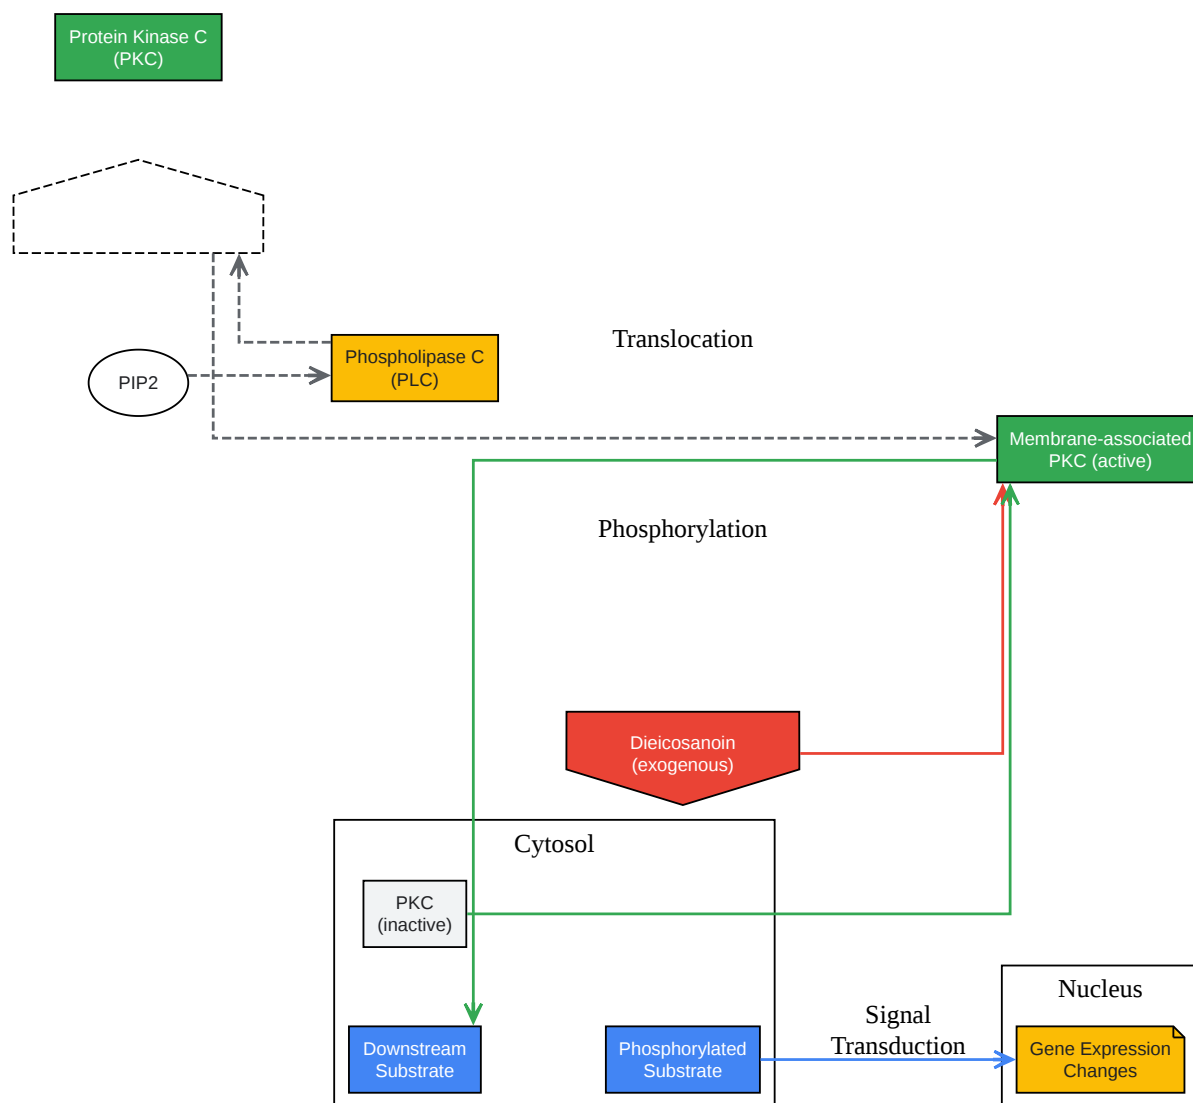 Protein Kinase C
(PKC)
Translocation
Phospholipase C
(PLC)
PIP2
Membrane-associated
PKC (active)
Phosphorylation
Dieicosanoin
(exogenous)
Cytosol
PKC
(inactive)
Nucleus
Signal
Transduction
Downstream
Substrate
Phosphorylated
Substrate
Gene Expression
Changes